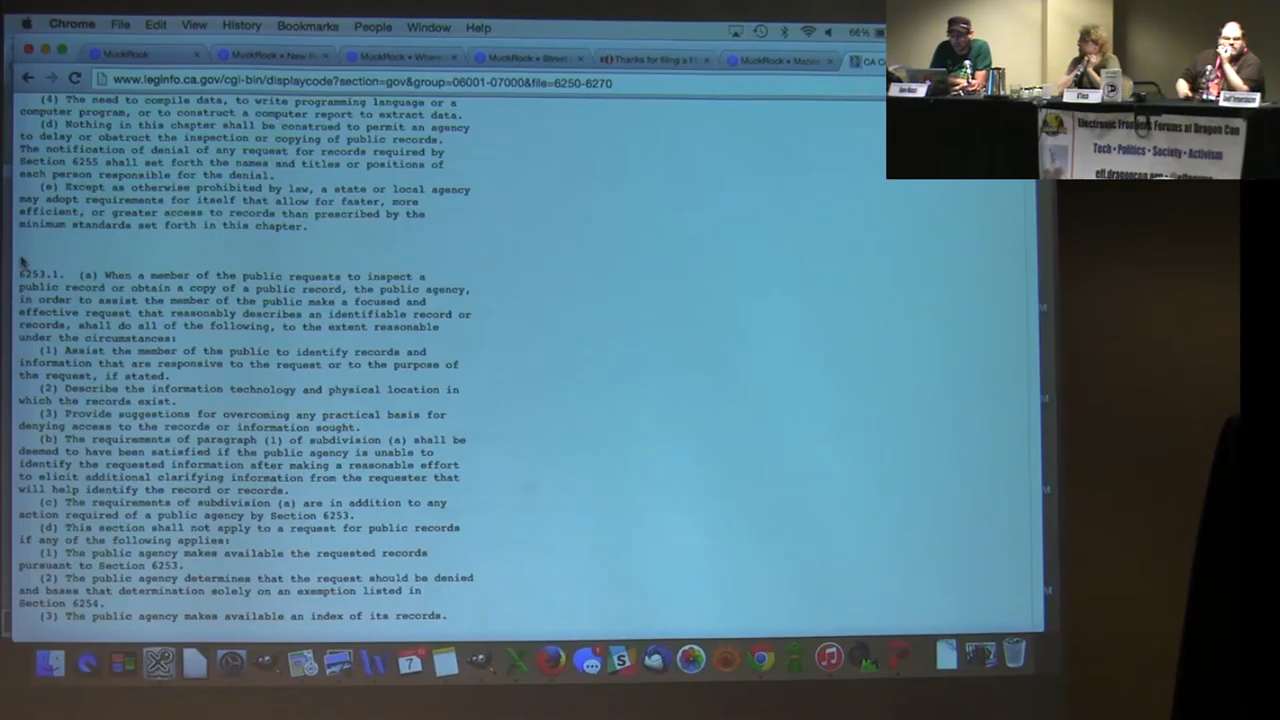 Chrome File Edit View History Bookmarks People Window Help
66%
MuckRock
MuckRock • New R
MuckRock • Where
MuckRock • Street
Thanks for filing a F
MuckRock • Mobile
CA G
www.leginfo.ca.gov/cgi-bin/displaycode?section=gov&group=06001-07000&file=6250-6270
(4) The need to compile data, to write programming language or a
computer program, or to construct a computer report to extract data.
(d) Nothing in this chapter shall be construed to permit an agency
to delay or obstruct the inspection or copying of public records.
The notification of denial of any request for records required by
Section 6255 shall set forth the names and titles or positions of
each person responsible for the denial.
(e) Except as otherwise prohibited by law, a state or local agency
may adopt requirements for itself that allow for faster, more
efficient, or greater access to records than prescribed by the
minimum standards set forth in this chapter.
6253.1. (a) When a member of the public requests to inspect a
public record or obtain a copy of a public record, the public agency,
in order to assist the member of the public make a focused and
effective request that reasonably describes an identifiable record or
records, shall do all of the following, to the extent reasonable
under the circumstances:
(1) Assist the member of the public to identify records and
information that are responsive to the request or to the purpose of
the request, if stated.
(2) Describe the information technology and physical location in
which the records exist.
(3) Provide suggestions for overcoming any practical basis for
denying access to the records or information sought.
(b) The requirements of paragraph (1) of subdivision (a) shall be
deemed to have been satisfied if the public agency is unable to
identify the requested information after making a reasonable effort
to elicit additional clarifying information from the requester that
will help identify the record or records.
(c) The requirements of subdivision (a) are in addition to any
action required of a public agency by Section 6253.
(d) This section shall not apply to a request for public records
if any of the following applies:
(1) The public agency makes available the requested records
pursuant to Section 6253.
(2) The public agency determines that the request should be denied
and bases that determination solely on an exemption listed in
Section 6254.
(3) The public agency makes available an index of its records.
7
Electronic Frontiers Forums at Dragon Con
Tech • Politics • Society • Activism
eff.dragoncon.org